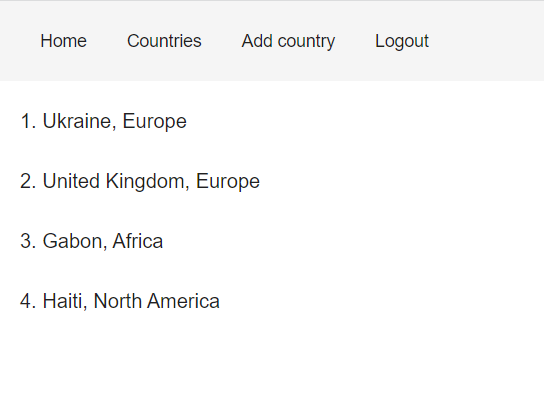 Home Countries Add country Logout
1. Ukraine, Europe
2. United Kingdom, Europe
3. Gabon, Africa
4. Haiti, North America